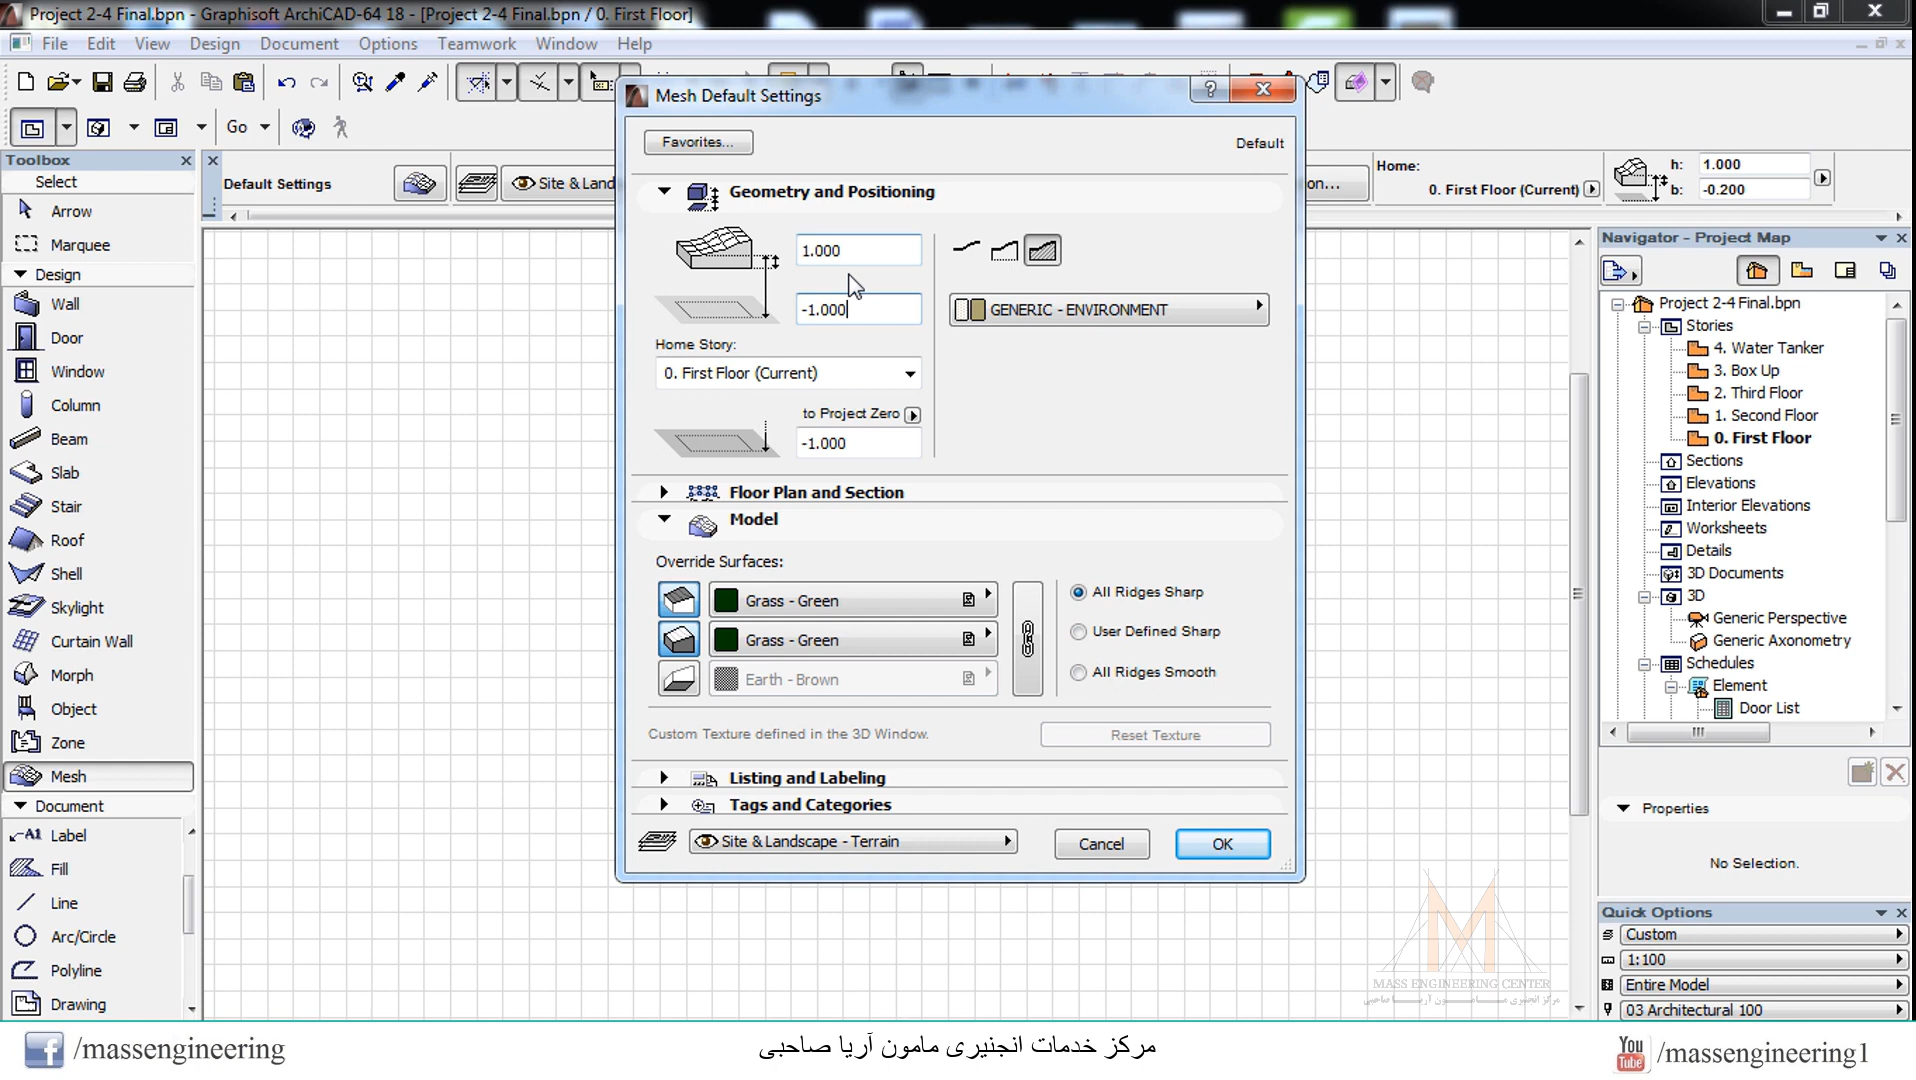 Project 2-4 Final.bpn - Graphisoft ArchiCAD-64 18 - [Project 2-4 Final.bpn / 0. First Floor]
File Edit View Design Document Options Teamwork Window Help
Go
Toolbox
Select
Arrow
Marquee
Design
Wall
Door
Window
Column
Beam
Slab
Stair
Roof
Shell
Skylight
Curtain Wall
Morph
Object
Zone
Mesh
Document
A1 Label
Fill
Line
Arc/Circle
Polyline
Drawing
Default Settings
Site & Land
on...
Home:
0. First Floor (Current)
h: 1.000
b: -0.200
Mesh Default Settings
Favorites...
Default
Geometry and Positioning
1.000
-1.000
GENERIC - ENVIRONMENT
Home Story:
0. First Floor (Current)
to Project Zero
-1.000
Floor Plan and Section
Model
Override Surfaces:
Grass - Green
Grass - Green
Earth - Brown
All Ridges Sharp
User Defined Sharp
All Ridges Smooth
Custom Texture defined in the 3D Window.
Reset Texture
Listing and Labeling
Tags and Categories
Site & Landscape - Terrain
Cancel
OK
Navigator - Project Map
Project 2-4 Final.bpn
Stories
4. Water Tanker
3. Box Up
2. Third Floor
1. Second Floor
0. First Floor
Sections
Elevations
Interior Elevations
Worksheets
Details
3D Documents
3D
Generic Perspective
Generic Axonometry
Schedules
Element
Door List
Properties
No Selection.
Quick Options
Custom
1:100
Entire Model
03 Architectural 100
MASS ENGINEERING CENTER
/massengineering
مرکز خدمات انجنیری مامون آریا صاحبی
You Tube /massengineering1